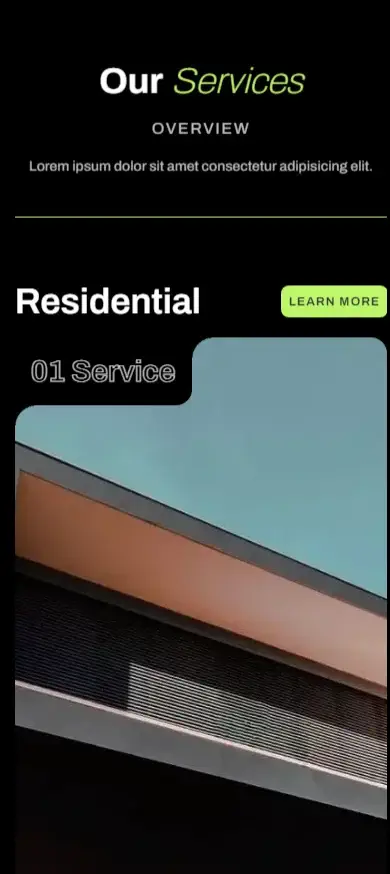 Our Services
OVERVIEW
Lorem ipsum dolor sit amet consectetur adipisicing elit.
Residential
LEARN MORE
01 Service